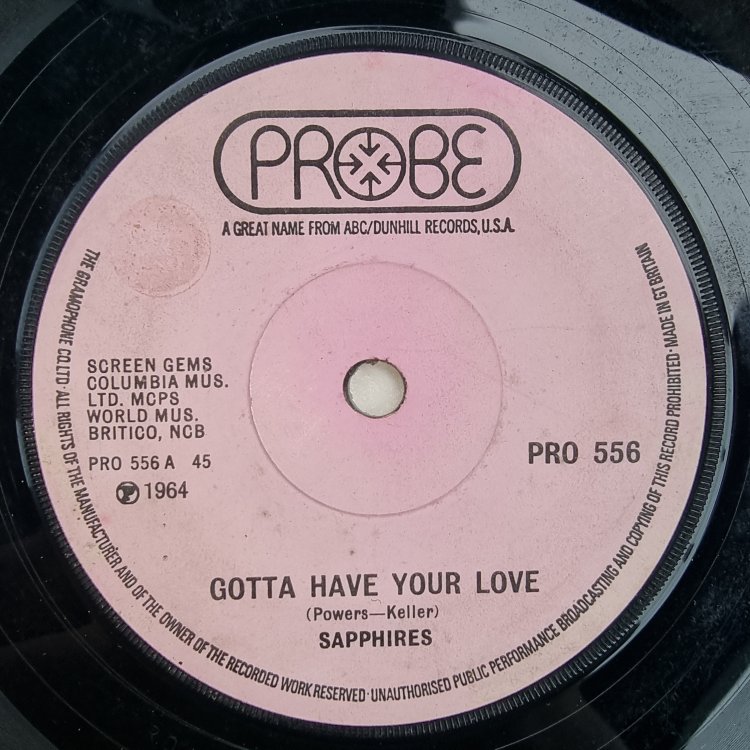 PROBE
A GREAT NAME FROM ABC/DUNHILL RECORDS, U.S.A.
SCREEN GEMS
COLUMBIA MUS.
LTD. MCPS
WORLD MUS.
BRITICO, NCB
PRO 556 A 45
Ⓟ 1964
PRO 556
GOTTA HAVE YOUR LOVE
(Powers—Keller)
SAPPHIRES
THE GRAMOPHONE CO. LTD · ALL RIGHTS OF THE MANUFACTURER AND OF THE OWNER OF THE RECORDED WORK RESERVED · UNAUTHORISED PUBLIC PERFORMANCE BROADCASTING AND COPYING OF THIS RECORD PROHIBITED · MADE IN GT BRITAIN